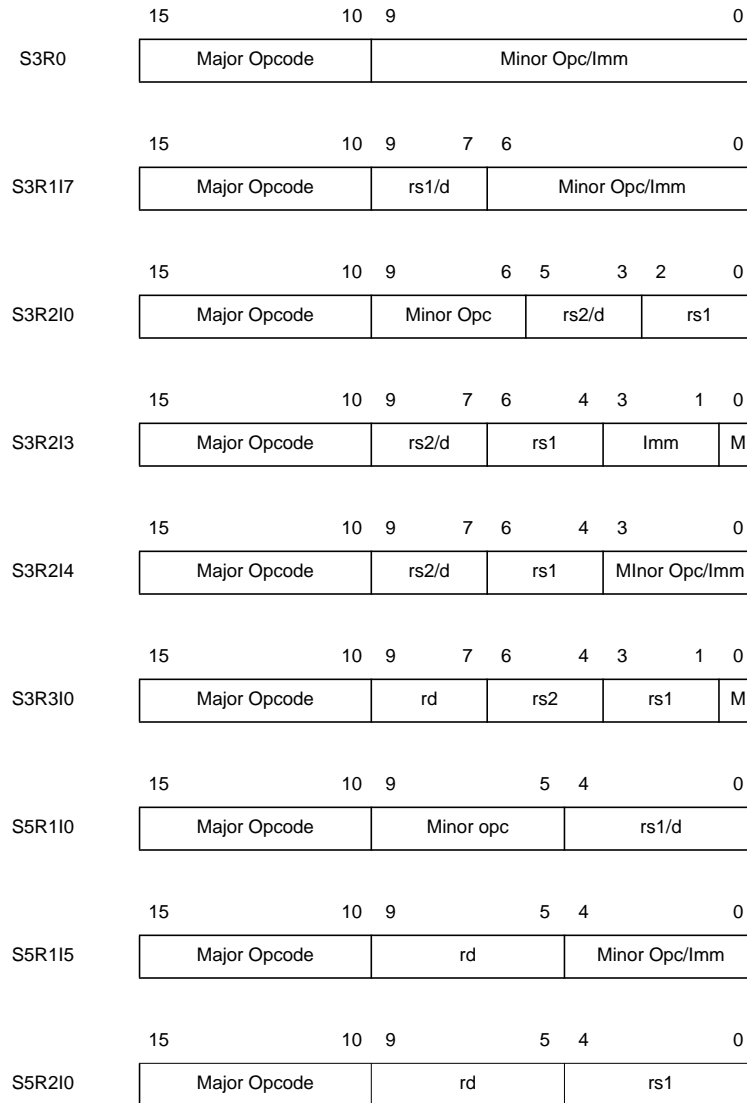 15 10 9 0
S3R0 Major Opcode Minor Opc/Imm
15 10 9 7 6 0
S3R1I7 Major Opcode rs1/d Minor Opc/Imm
15 10 9 6 5 3 2 0
S3R2I0 Major Opcode Minor Opc rs2/d rs1
15 10 9 7 6 4 3 1 0
S3R2I3 Major Opcode rs2/d rs1 Imm M
15 10 9 7 6 4 3 0
S3R2I4 Major Opcode rs2/d rs1 MInor Opc/Imm
15 10 9 7 6 4 3 1 0
S3R3I0 Major Opcode rd rs2 rs1 M
15 10 9 5 4 0
S5R1I0 Major Opcode Minor opc rs1/d
15 10 9 5 4 0
S5R1I5 Major Opcode rd Minor Opc/Imm
15 10 9 5 4 0
S5R2I0 Major Opcode rd rs1